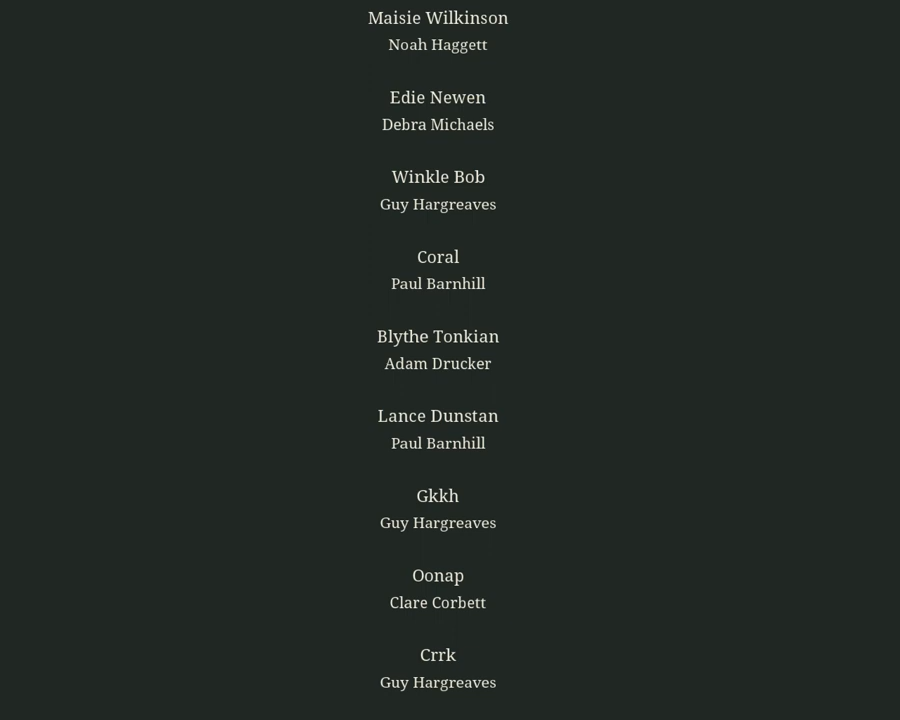 Maisie Wilkinson
Noah Haggett
Edie Newen
Debra Michaels
Winkle Bob
Guy Hargreaves
Coral
Paul Barnhill
Blythe Tonkian
Adam Drucker
Lance Dunstan
Paul Barnhill
Gkkh
Guy Hargreaves
Oonap
Clare Corbett
Crrk
Guy Hargreaves